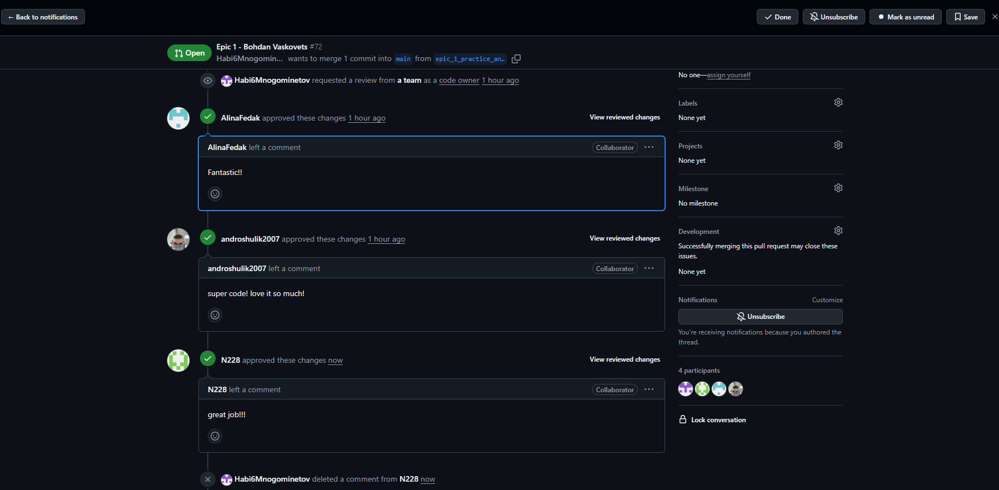 ← Back to notifications
Done
Unsubscribe
Mark as unread
Save
Open
Epic 1 - Bohdan Vaskovets #72
Habi6Mnogomin... wants to merge 1 commit into main from epic_1_practice_an…
Habi6Mnogominetov requested a review from a team as a code owner 1 hour ago
AlinaFedak approved these changes 1 hour ago
View reviewed changes
AlinaFedak left a comment
Collaborator
Fantastic!!
androshulik2007 approved these changes 1 hour ago
View reviewed changes
androshulik2007 left a comment
Collaborator
super code! love it so much!
N228 approved these changes now
View reviewed changes
N228 left a comment
Collaborator
great job!!!
Habi6Mnogominetov deleted a comment from N228 now
No one—assign yourself
Labels
None yet
Projects
None yet
Milestone
No milestone
Development
Successfully merging this pull request may close these
issues.
None yet
Notifications
Customize
Unsubscribe
You're receiving notifications because you authored the
thread.
4 participants
Lock conversation